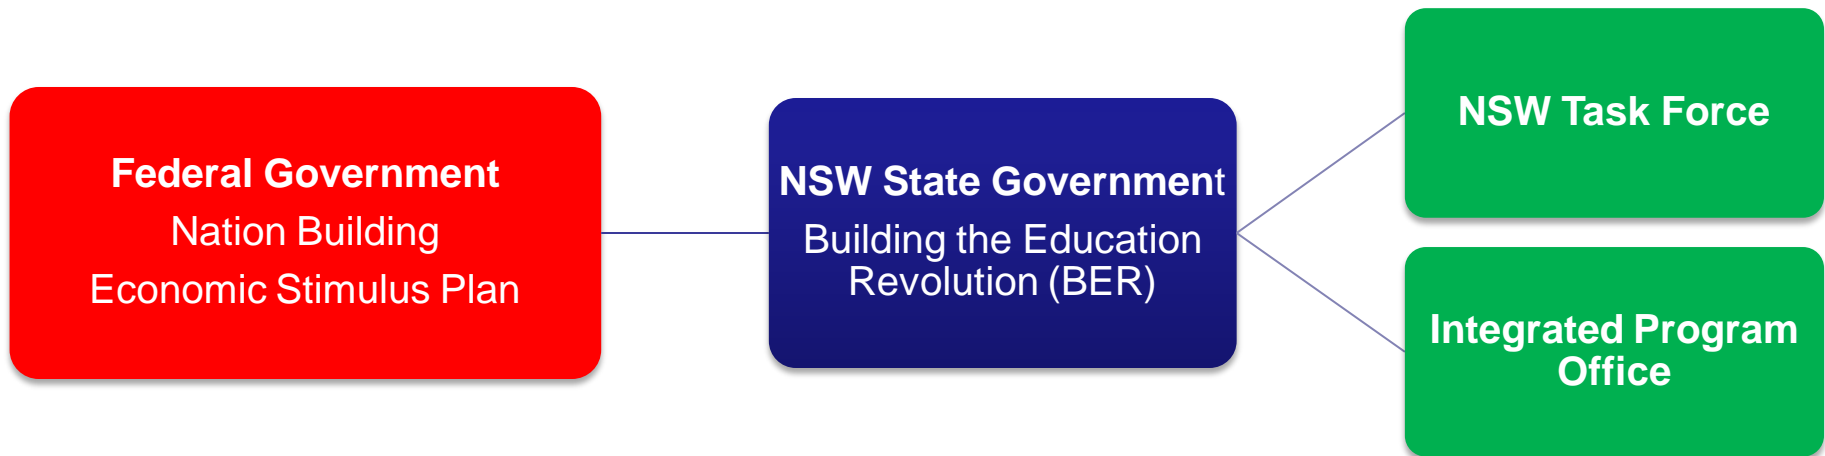 Federal Government
Nation Building
Economic Stimulus Plan
NSW State Government
Building the Education
Revolution (BER)
NSW Task Force
Integrated Program
Office